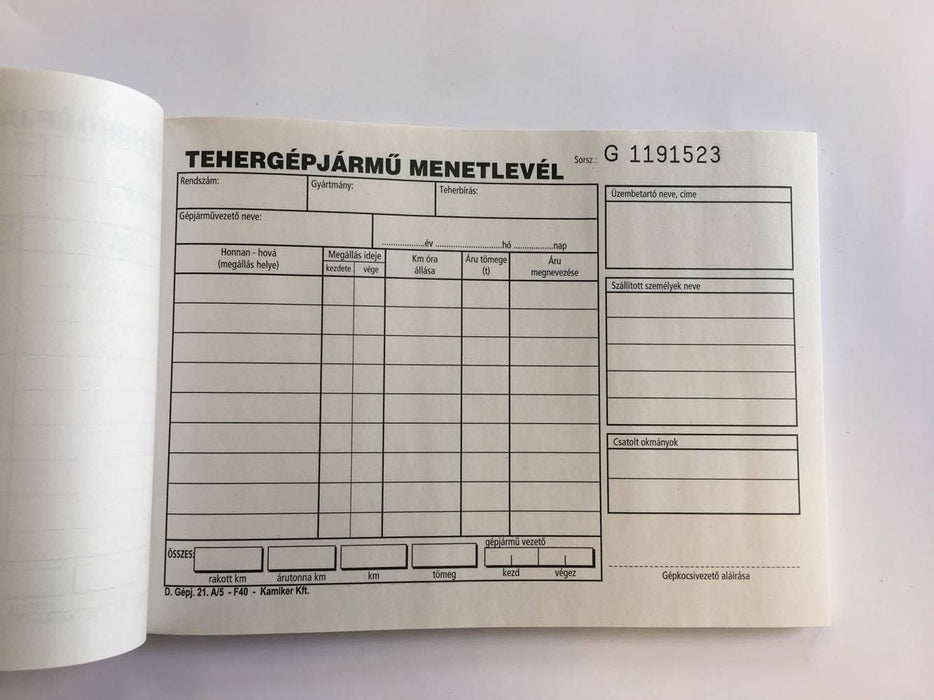 TEHERGÉPJÁRMŰ MENETLEVÉL
Sorsz.: G 1191523
Rendszám:
Gyártmány:
Teherbírás:
Gépjárművezető neve:
....................év ..............................hó ..................nap
Honnan - hová
(megállás helye)
Megállás ideje
kezdete
vége
Km óra
állása
Áru tömege
(t)
Áru
megnevezése
ÖSSZES:
rakott km
árutonna km
km
tömeg
gépjármű vezető
kezd
végez
D. Gépj. 21. A/5 - F40 - Kamiker Kft.
Üzembetartó neve, címe
Szállított személyek neve
Csatolt okmányok
Gépkocsivezető aláírása